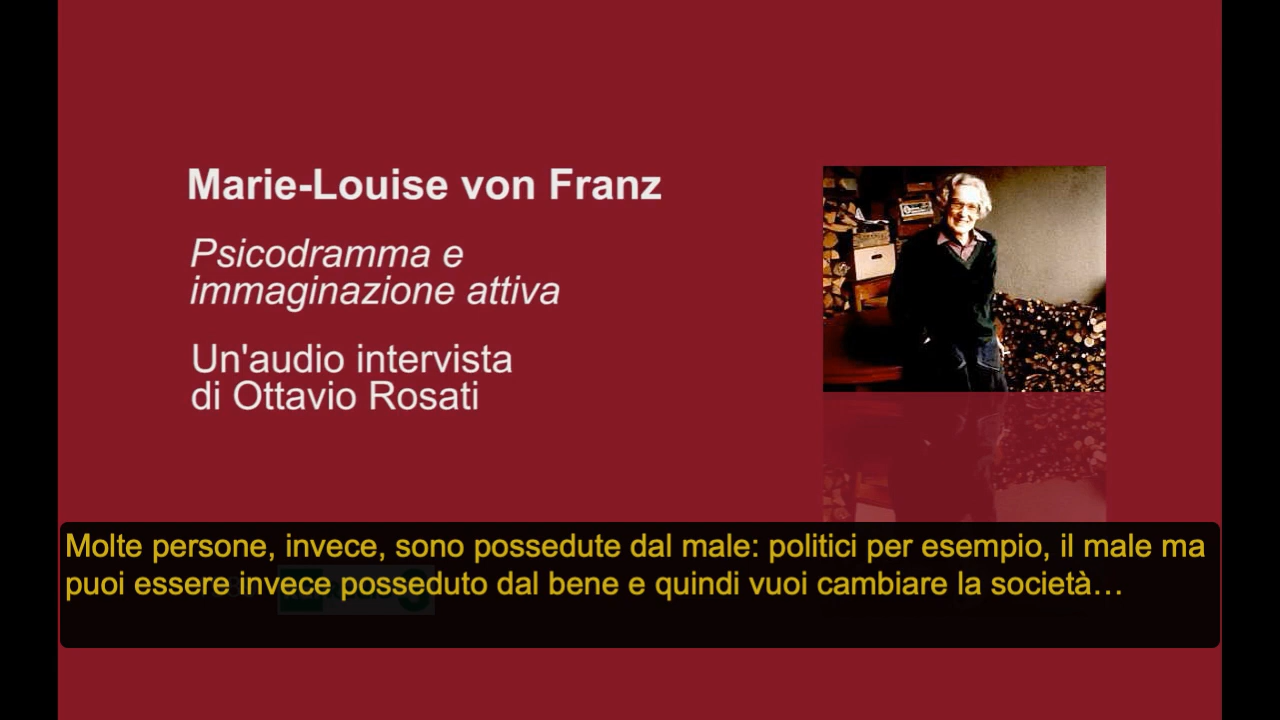 Marie-Louise von Franz
Psicodramma e
immaginazione attiva
Un'audio intervista
di Ottavio Rosati
Molte persone, invece, sono possedute dal male: politici per esempio, il male ma
puoi essere invece posseduto dal bene e quindi vuoi cambiare la società…